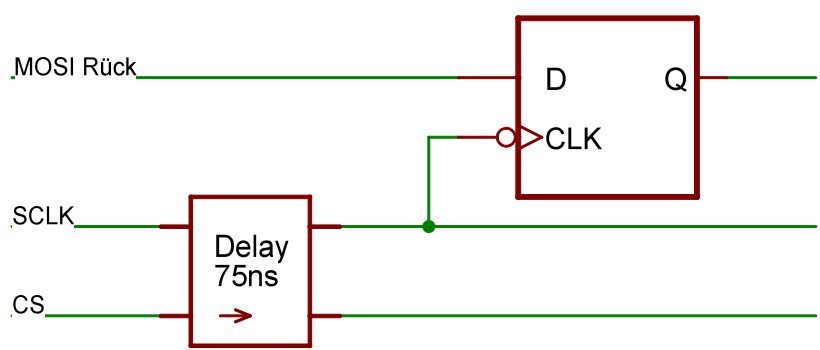 MOSI Rück
D
Q
CLK
SCLK
Delay
75ns
CS